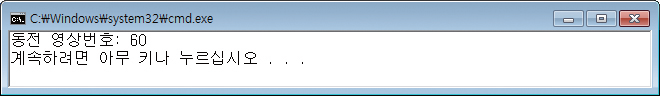 C:₩Windows₩system32₩cmd.exe
동전 영상번호: 60
계속하려면 아무 키나 누르십시오 . . .